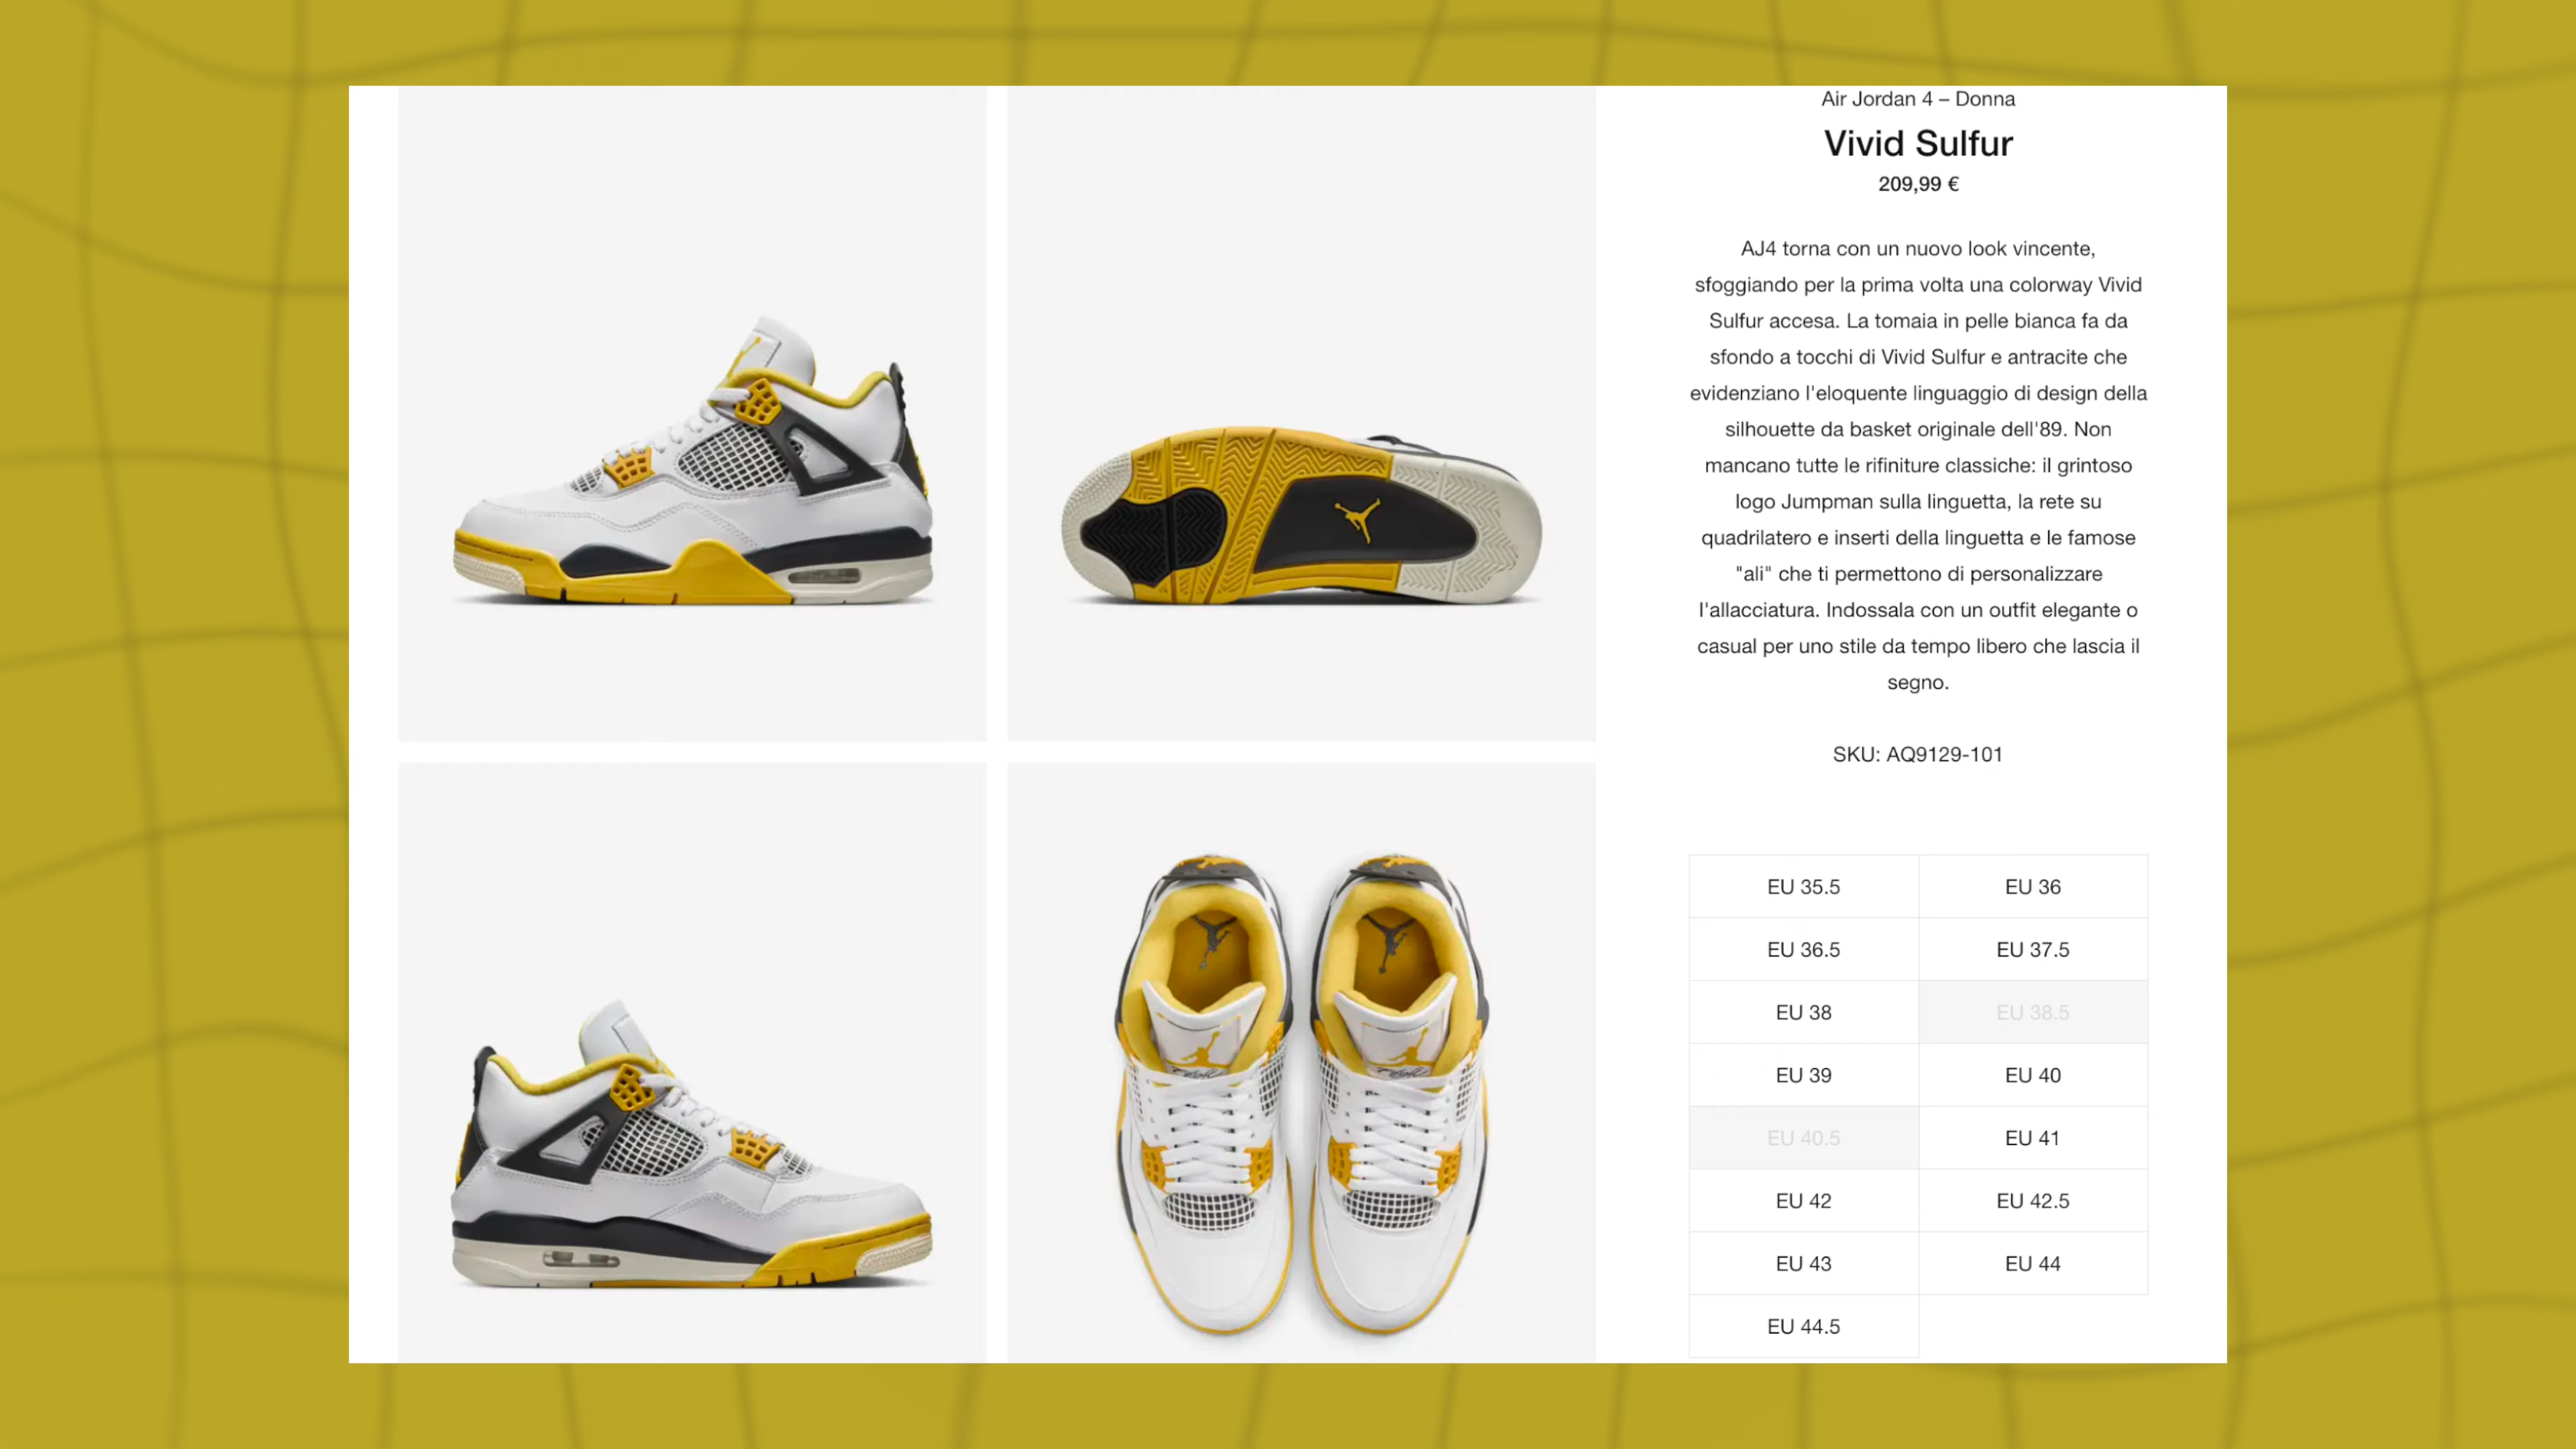 Air Jordan 4 – Donna
Vivid Sulfur
209,99 €
AJ4 torna con un nuovo look vincente,
sfoggiando per la prima volta una colorway Vivid
Sulfur accesa. La tomaia in pelle bianca fa da
sfondo a tocchi di Vivid Sulfur e antracite che
evidenziano l'eloquente linguaggio di design della
silhouette da basket originale dell'89. Non
mancano tutte le rifiniture classiche: il grintoso
logo Jumpman sulla linguetta, la rete su
quadrilatero e inserti della linguetta e le famose
"ali" che ti permettono di personalizzare
l'allacciatura. Indossala con un outfit elegante o
casual per uno stile da tempo libero che lascia il
segno.
SKU: AQ9129-101
EU 35.5
EU 36
EU 36.5
EU 37.5
EU 38
EU 38.5
EU 39
EU 40
EU 40.5
EU 41
EU 42
EU 42.5
EU 43
EU 44
EU 44.5